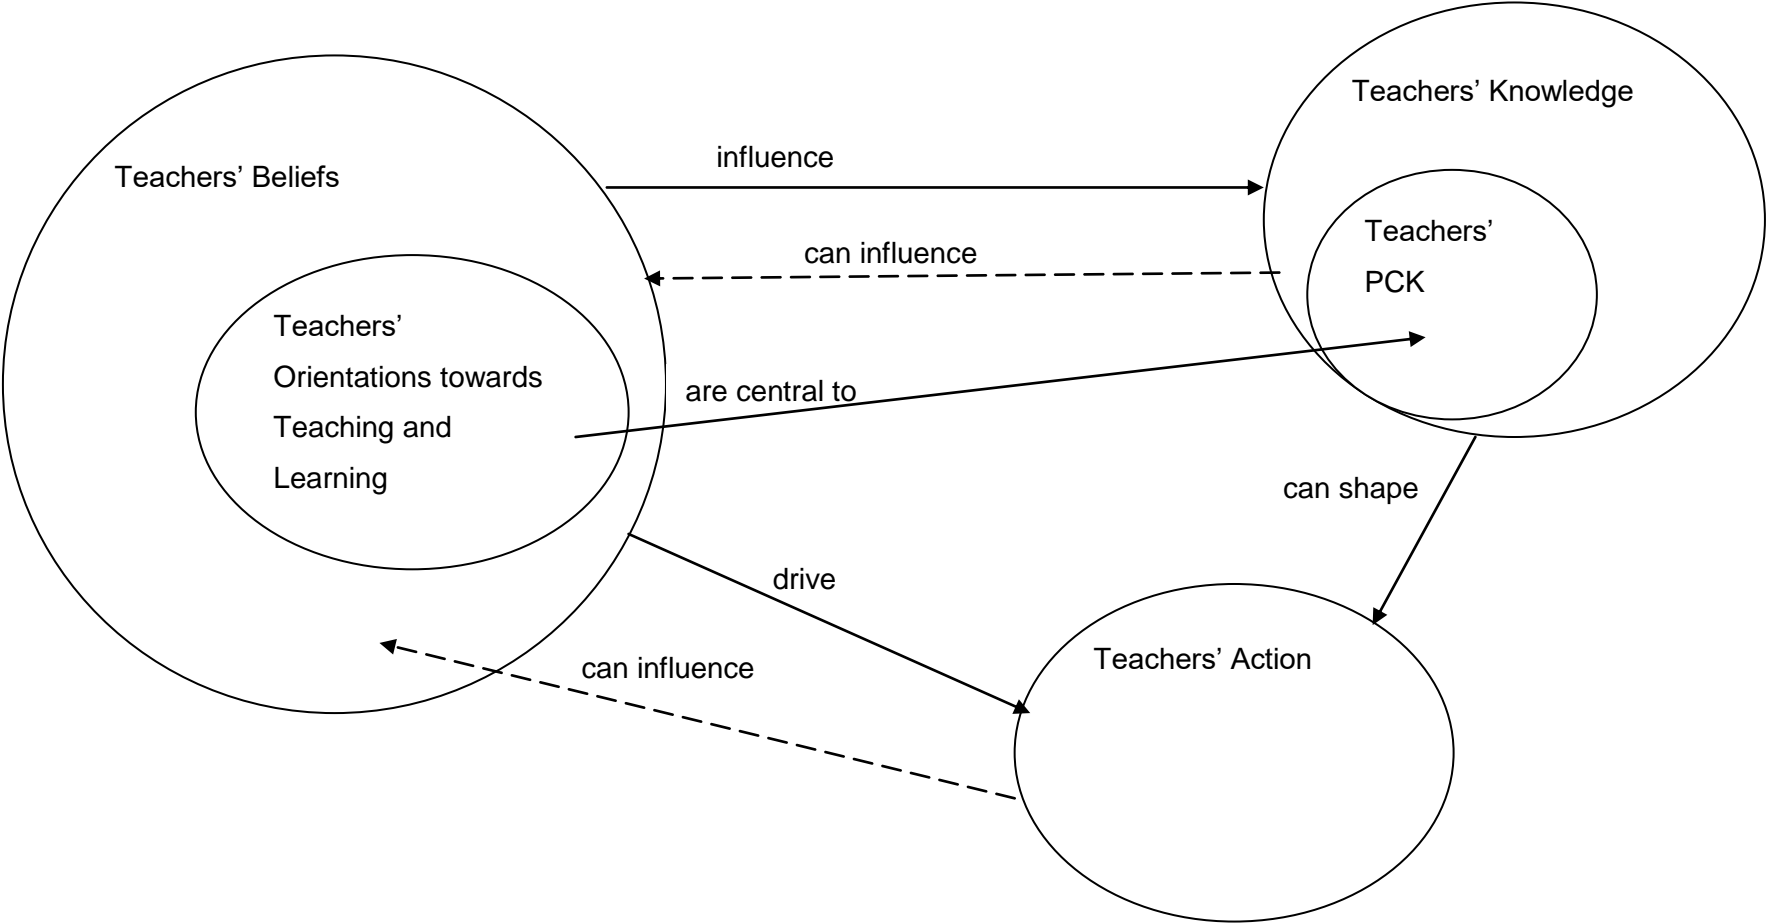 Teachers’ Knowledge
influence
Teachers’ Beliefs
Teachers’
PCK
can influence
Teachers’
Orientations towards
Teaching and
Learning
are central to
can shape
drive
Teachers’ Action
can influence